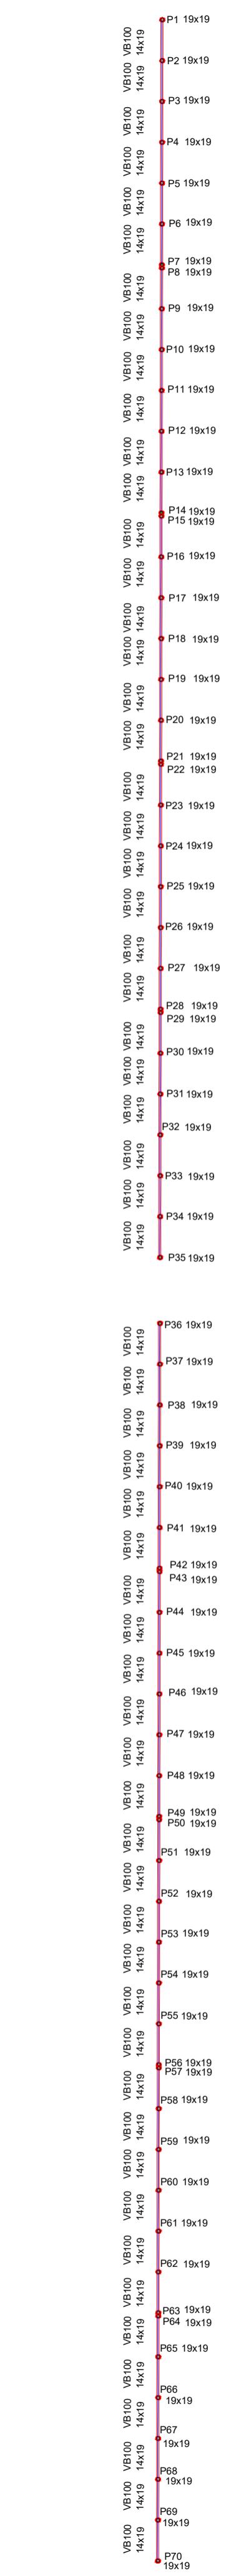 P1 19x19
VB100
14x19
P2 19x19
VB100
14x19
P3 19x19
VB100
14x19
P4 19x19
VB100
14x19
P5 19x19
VB100
14x19
P6 19x19
VB100
14x19
P7 19x19
P8 19x19
VB100
14x19
P9 19x19
VB100
14x19
P10 19x19
VB100
14x19
P11 19x19
VB100
14x19
P12 19x19
VB100
14x19
P13 19x19
VB100
14x19
P14 19x19
P15 19x19
VB100
14x19
P16 19x19
VB100
14x19
P17 19x19
VB100
14x19
P18 19x19
VB100
14x19
P19 19x19
VB100
14x19
P20 19x19
VB100
14x19
P21 19x19
P22 19x19
VB100
14x19
P23 19x19
VB100
14x19
P24 19x19
VB100
14x19
P25 19x19
VB100
14x19
P26 19x19
VB100
14x19
P27 19x19
VB100
14x19
P28 19x19
P29 19x19
VB100
14x19
P30 19x19
VB100
14x19
P31 19x19
VB100
14x19
P32 19x19
VB100
14x19
P33 19x19
VB100
14x19
P34 19x19
VB100
14x19
P35 19x19
P36 19x19
VB100
14x19
P37 19x19
VB100
14x19
P38 19x19
VB100
14x19
P39 19x19
VB100
14x19
P40 19x19
VB100
14x19
P41 19x19
VB100
14x19
P42 19x19
P43 19x19
VB100
14x19
P44 19x19
VB100
14x19
P45 19x19
VB100
14x19
P46 19x19
VB100
14x19
P47 19x19
VB100
14x19
P48 19x19
VB100
14x19
P49 19x19
P50 19x19
VB100
14x19
P51 19x19
VB100
14x19
P52 19x19
VB100
14x19
P53 19x19
VB100
14x19
P54 19x19
VB100
14x19
P55 19x19
VB100
14x19
P56 19x19
P57 19x19
VB100
14x19
P58 19x19
VB100
14x19
P59 19x19
VB100
14x19
P60 19x19
VB100
14x19
P61 19x19
VB100
14x19
P62 19x19
VB100
14x19
P63 19x19
P64 19x19
VB100
14x19
P65 19x19
VB100
14x19
P66
19x19
VB100
14x19
P67
19x19
VB100
14x19
P68
19x19
VB100
14x19
P69
19x19
VB100
14x19
P70
19x19